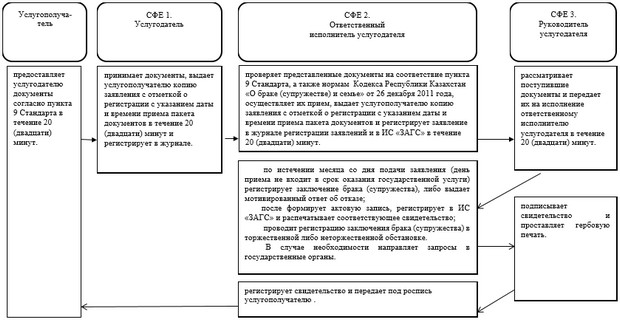 Услугополуча-
тель
СФЕ 1.
Услугодатель
СФЕ 2.
Ответственный
исполнитель услугодателя
СФЕ 3.
Руководитель
услугодателя
предоставляет
услугодателю
документы
согласно пункта
9 Стандарта в
течение 20
(двадцати)
минут.
принимает документы, выдает
услугополучателю копию
заявления с отметкой о
регистрации с указанием даты
и времени приема пакета
документов в течение 20
(двадцати) минут и
регистрирует в журнале.
проверяет представленные документы на соответствие пункта
9 Стандарта, а также нормам Кодекса Республики Казахстан
«О браке (супружестве) и семье» от 26 декабря 2011 года,
осуществляет их прием, выдает услугополучателю копию
заявления с отметкой о регистрации с указанием даты и
времени приема пакета документов и регистрирует заявление
в журнале регистрации заявлений и в ИС «ЗАГС» в течение
20 (двадцати) минут.
рассматривает
поступившие
документы и передает
их на исполнение
ответственному
исполнителю
услугодателя в течение
20 (двадцати) минут.
по истечении месяца со дня подачи заявления (день
приема не входит в срок оказания государственной услуги)
регистрирует заключение брака (супружества), либо выдает
мотивированный ответ об отказе;
после формирует актовую запись, регистрирует в ИС
«ЗАГС» и распечатывает соответствующее свидетельство;
проводит регистрацию заключения брака (супружества) в
торжественной либо неторжественной обстановке.
В случае необходимости направляет запросы в
государственные органы.
подписывает
свидетельство и
проставляет гербовую
печать.
регистрирует свидетельство и передает под роспись
услугополучателю .